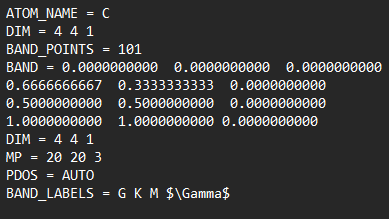 ATOM_NAME = C
DIM = 4 4 1
BAND_POINTS = 101
BAND = 0.0000000000  0.0000000000  0.0000000000
0.6666666667  0.3333333333  0.0000000000
0.5000000000  0.5000000000  0.0000000000
1.0000000000  1.0000000000 0.0000000000
DIM = 4 4 1
MP = 20 20 3
PDOS = AUTO
BAND_LABELS = G K M $\Gamma$